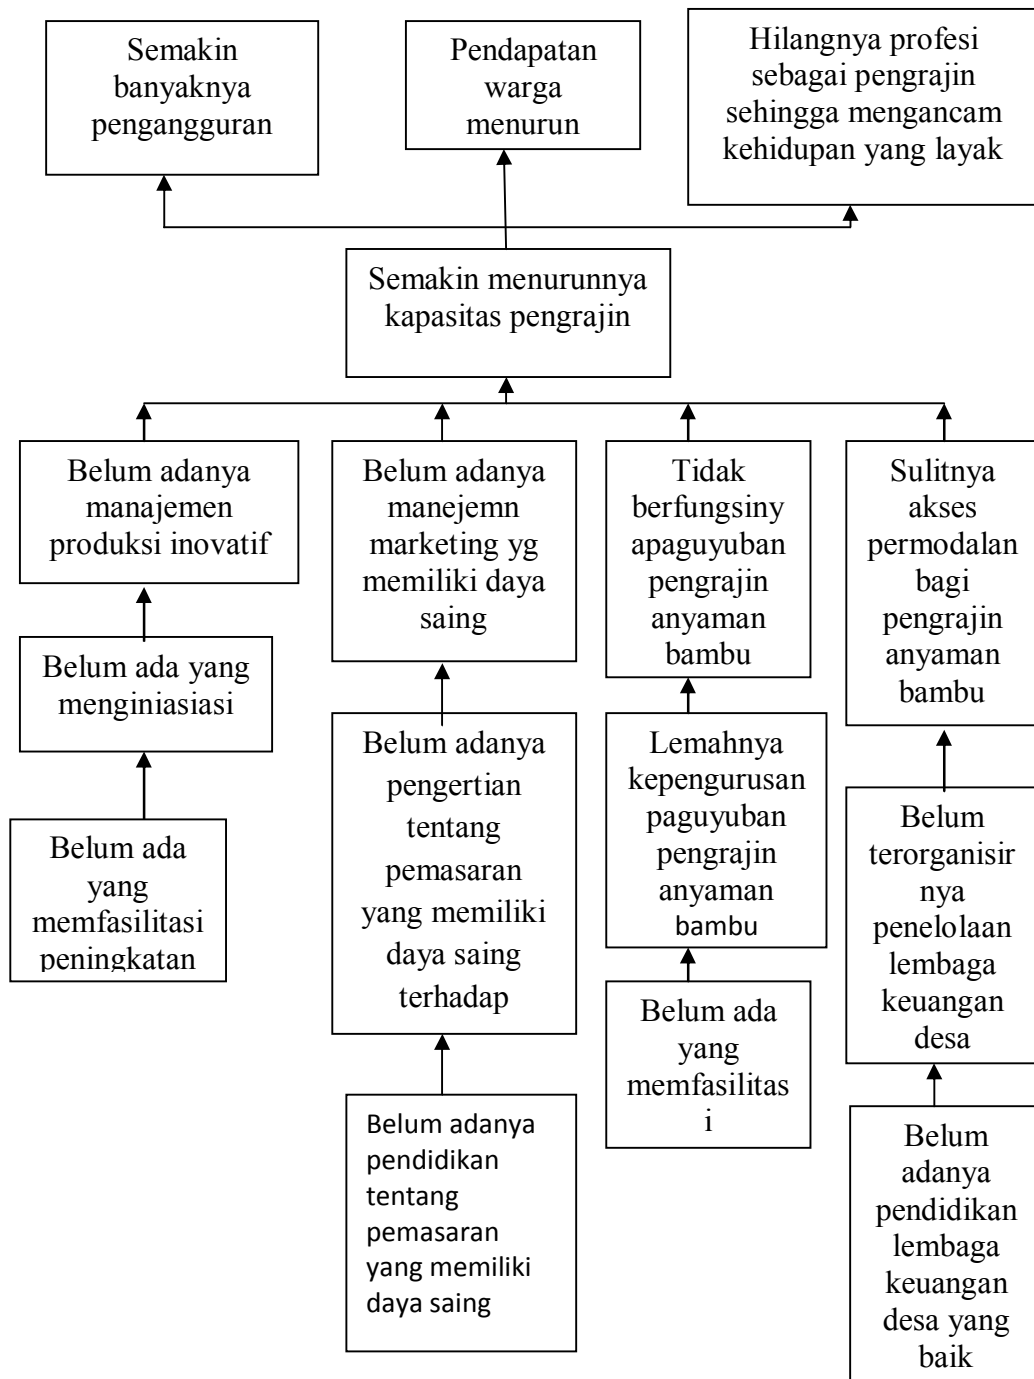 Semakin
banyaknya
pengangguran
Pendapatan
warga
menurun
Hilangnya profesi
sebagai pengrajin
sehingga mengancam
kehidupan yang layak
Semakin menurunnya
kapasitas pengrajin
Belum adanya
manajemen
produksi inovatif
Belum adanya
manejemn
marketing yg
memiliki daya
saing
Tidak
berfungsiny
apaguyuban
pengrajin
anyaman
bambu
Sulitnya
akses
permodalan
bagi
pengrajin
anyaman
bambu
Belum ada yang
menginiasiasi
Belum adanya
pengertian
tentang
pemasaran
yang memiliki
daya saing
terhadap
Lemahnya
kepengurusan
paguyuban
pengrajin
anyaman
bambu
Belum
terorganisir
nya
penelolaan
lembaga
keuangan
desa
Belum ada
yang
memfasilitasi
peningkatan
Belum adanya
pendidikan
tentang
pemasaran
yang memiliki
daya saing
Belum ada
yang
memfasilitas
i
Belum
adanya
pendidikan
lembaga
keuangan
desa yang
baik